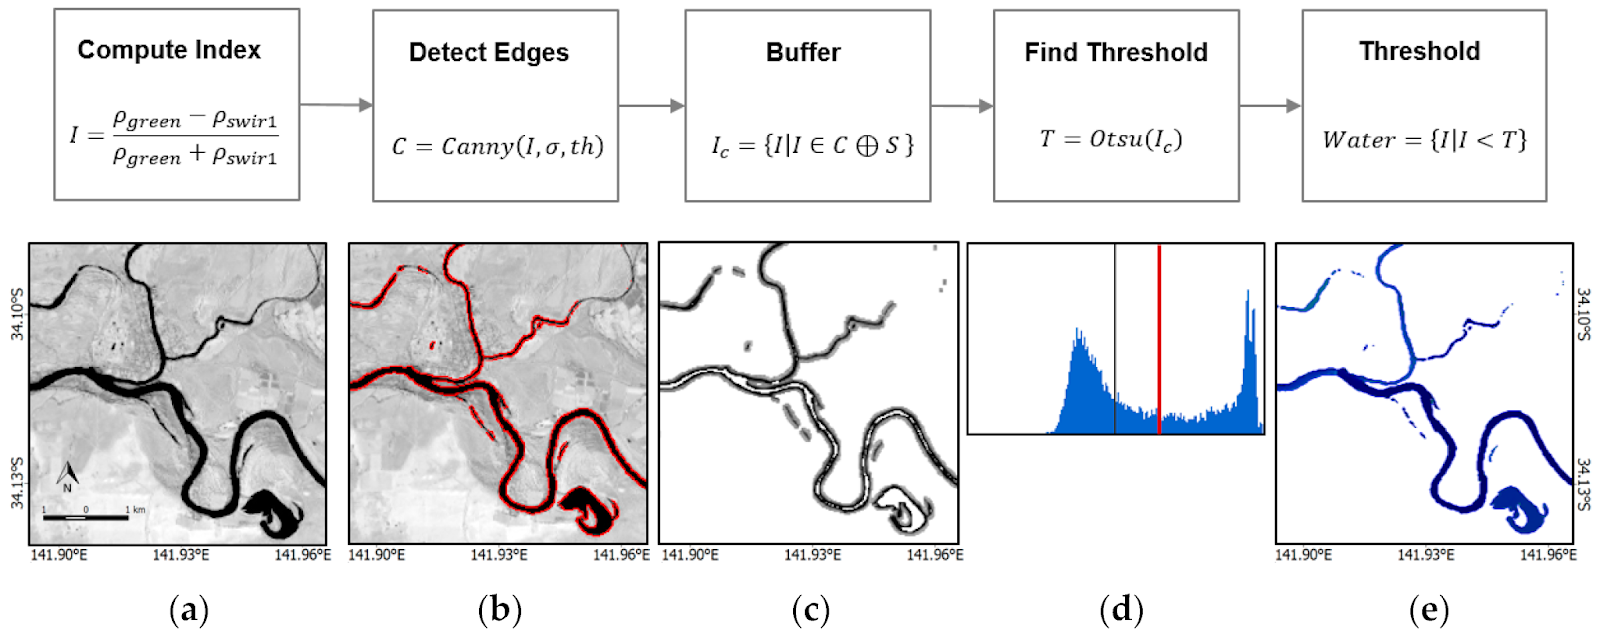 Compute Index
I = ρgreen − ρswir1 / ρgreen + ρswir1
Detect Edges
C = Canny(I, σ, th)
Buffer
Ic = {I|I ∈ C ⊕ S }
Find Threshold
T = Otsu(Ic)
Threshold
Water = {I|I < T}
34.10°S
34.13°S
N
1 0 1 km
141.90°E 141.93°E 141.96°E
141.90°E 141.93°E 141.96°E
141.90°E 141.93°E 141.96°E
34.10°S
34.13°S
141.90°E 141.93°E 141.96°E
(a) (b) (c) (d) (e)